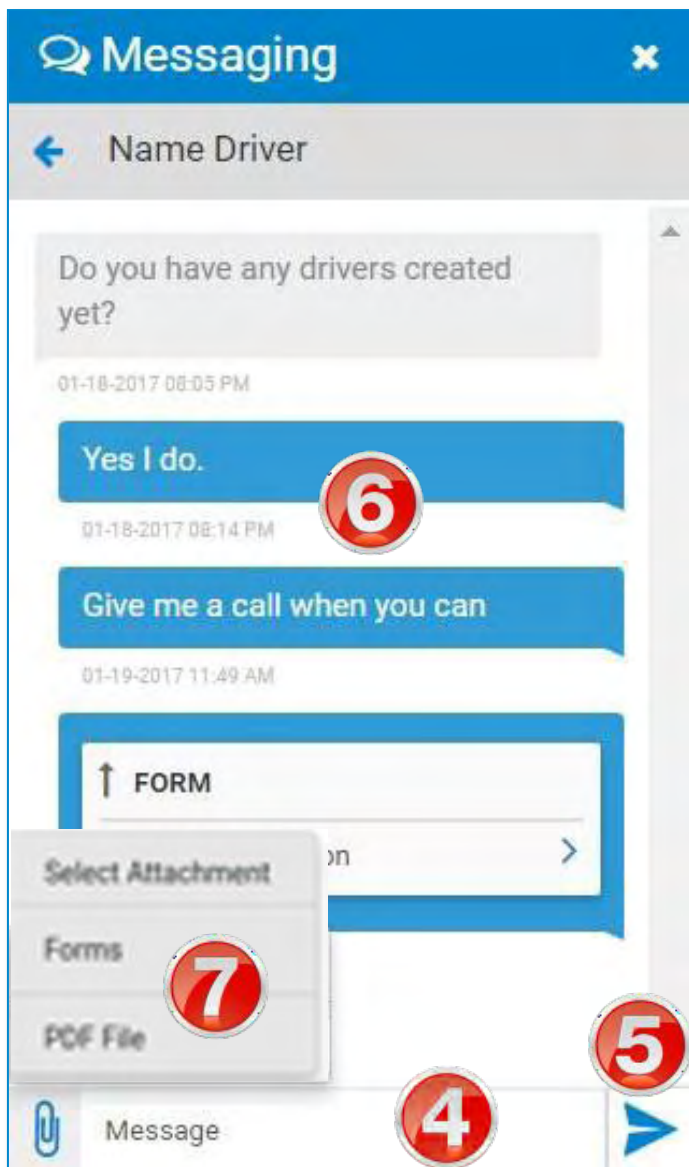 Messaging
Name Driver
Do you have any drivers created
yet?
01-18-2017 08:05 PM
Yes I do.
6
01-18-2017 08:14 PM
Give me a call when you can
01-19-2017 11:49 AM
FORM
on
Select Attachment
Forms
7
PDF File
5
Message
4